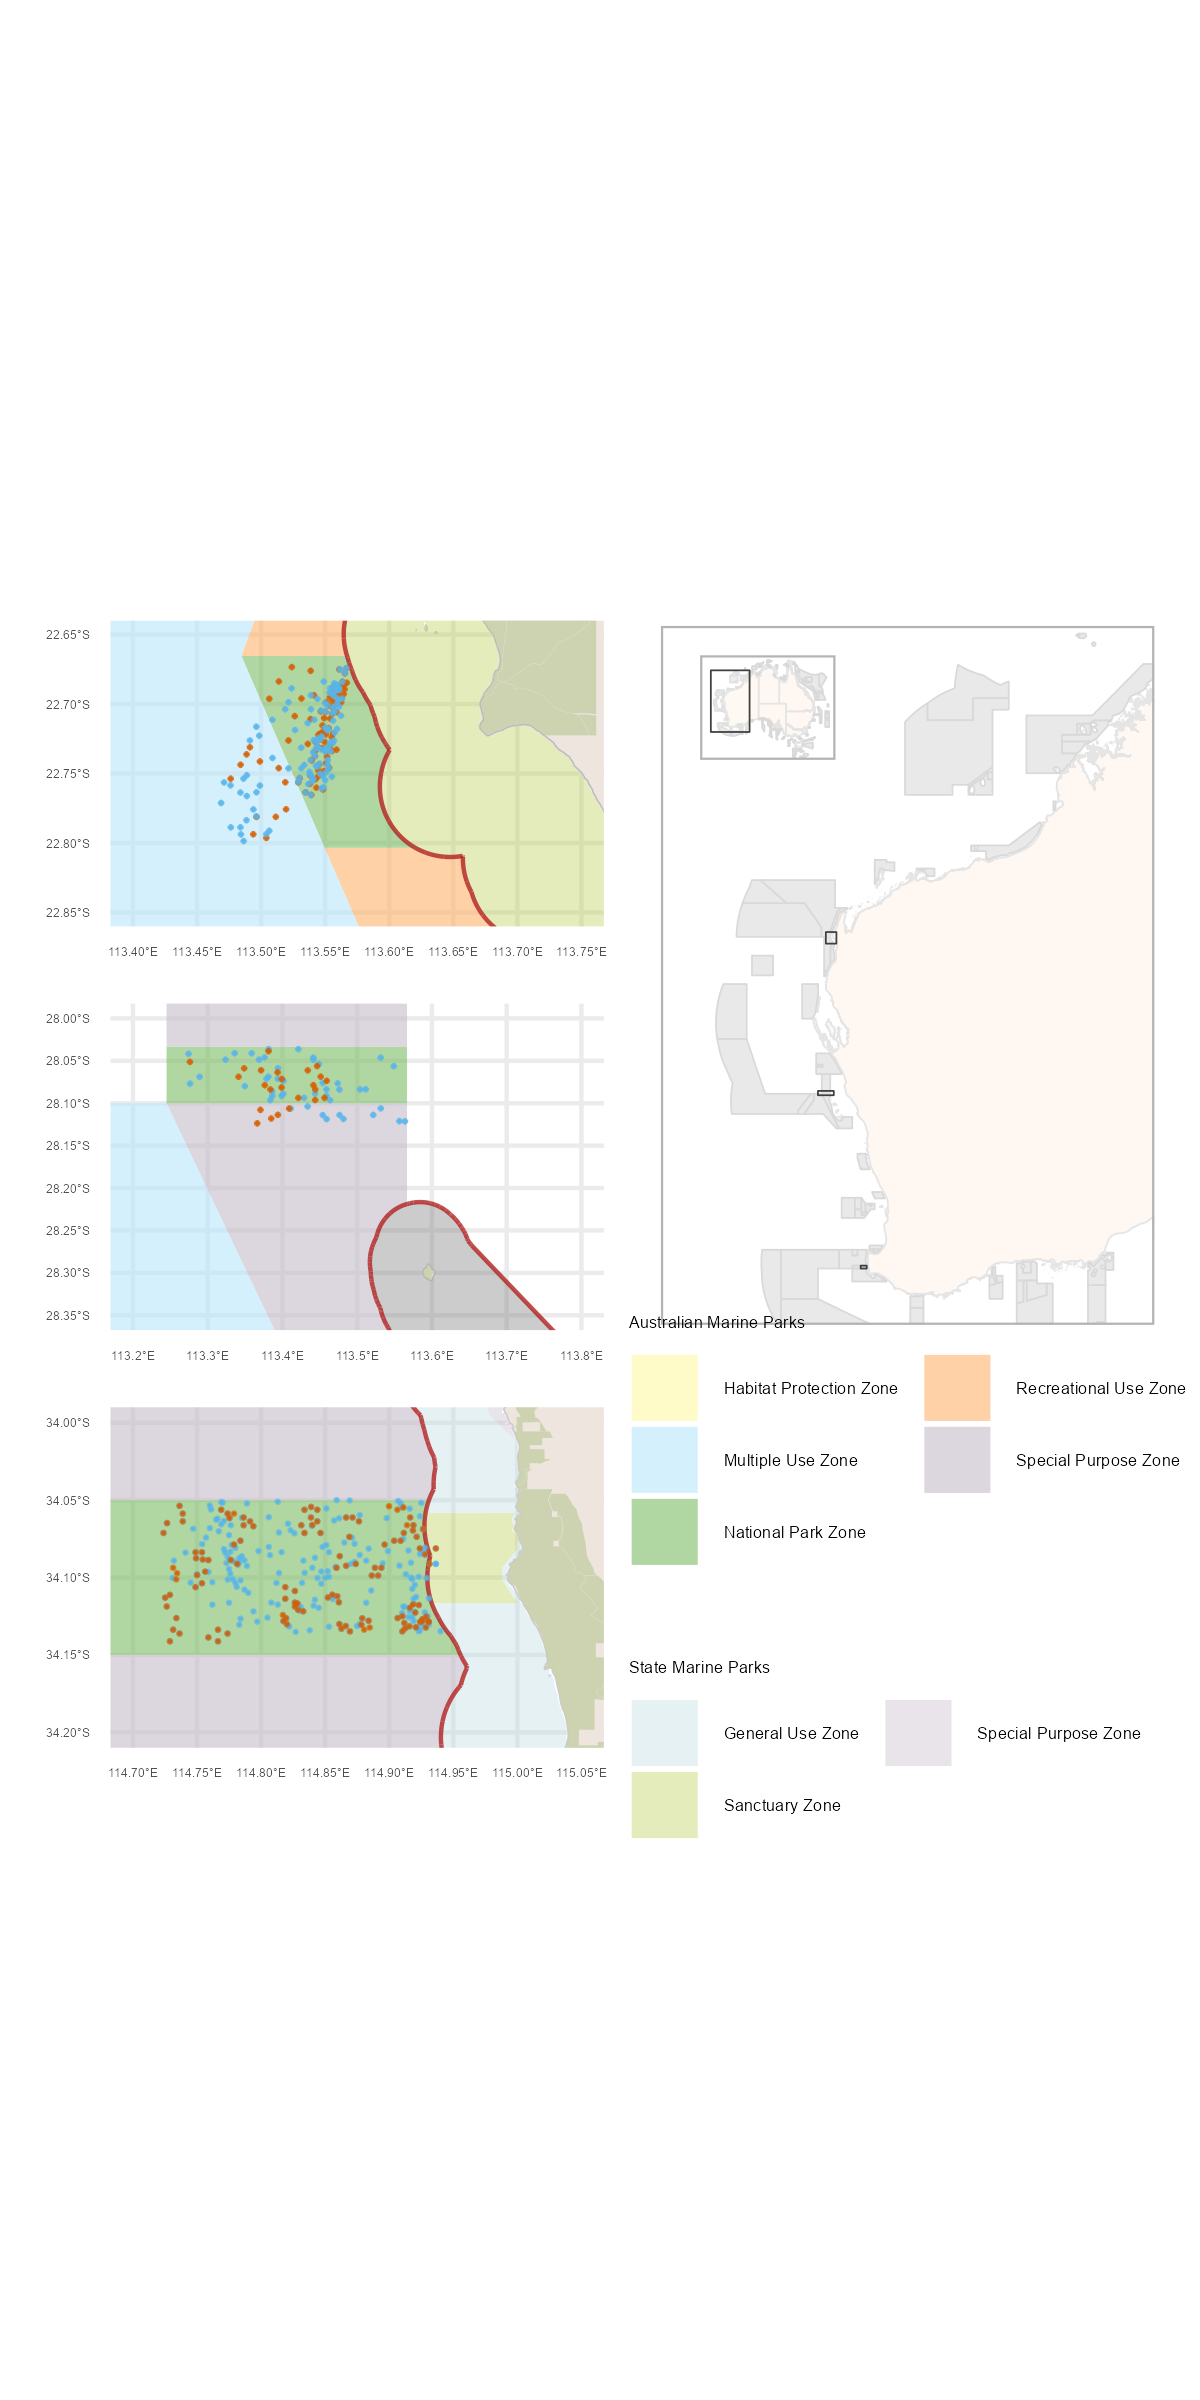 22.65°S
22.70°S
22.75°S
22.80°S
22.85°S
113.40°E 113.45°E 113.50°E 113.55°E 113.60°E 113.65°E 113.70°E 113.75°E
28.00°S
28.05°S
28.10°S
28.15°S
28.20°S
28.25°S
28.30°S
28.35°S
113.2°E 113.3°E 113.4°E 113.5°E 113.6°E 113.7°E 113.8°E
34.00°S
34.05°S
34.10°S
34.15°S
34.20°S
114.70°E 114.75°E 114.80°E 114.85°E 114.90°E 114.95°E 115.00°E 115.05°E
Australian Marine Parks
Habitat Protection Zone
Recreational Use Zone
Multiple Use Zone
Special Purpose Zone
National Park Zone
State Marine Parks
General Use Zone
Special Purpose Zone
Sanctuary Zone